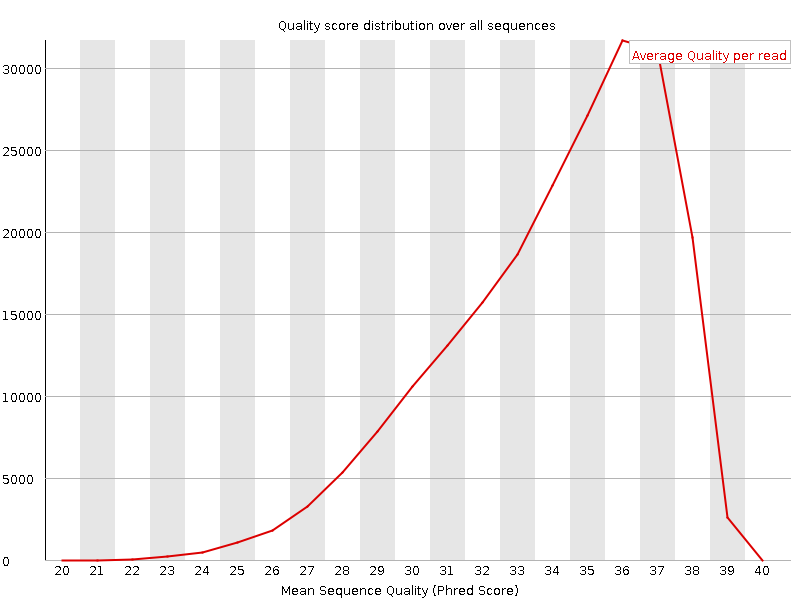 Quality score distribution over all sequences
Average Quality per read
30000
25000
20000
15000
10000
5000
0
20 21 22 23 24 25 26 27 28 29 30 31 32 33 34 35 36 37 38 39 40
Mean Sequence Quality (Phred Score)